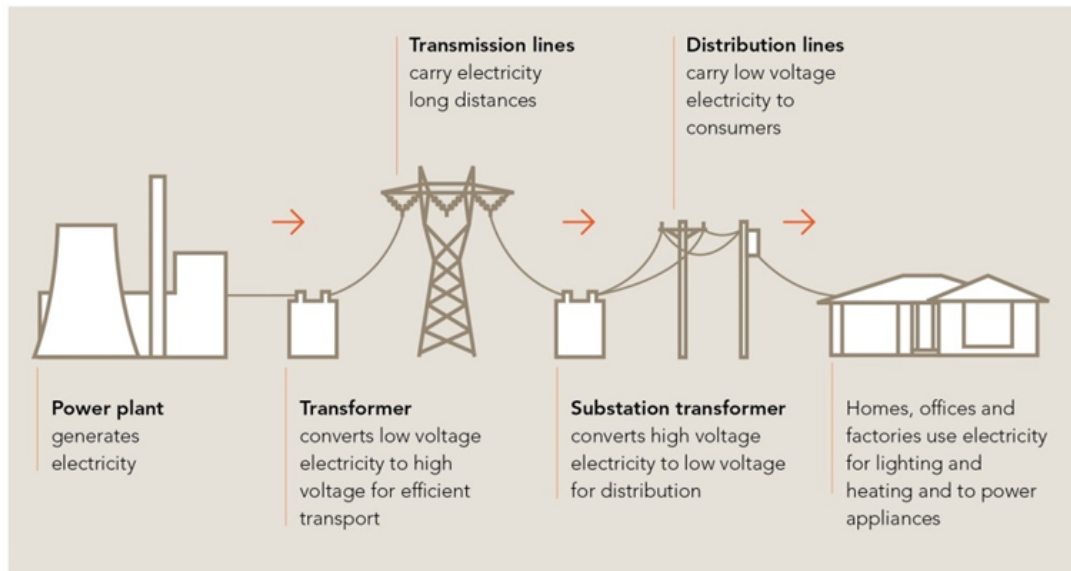 Transmission lines
carry electricity
long distances
Distribution lines
carry low voltage
electricity to
consumers
Power plant
generates
electricity
Transformer
converts low voltage
electricity to high
voltage for efficient
transport
Substation transformer
converts high voltage
electricity to low voltage
for distribution
Homes, offices and
factories use electricity
for lighting and
heating and to power
appliances